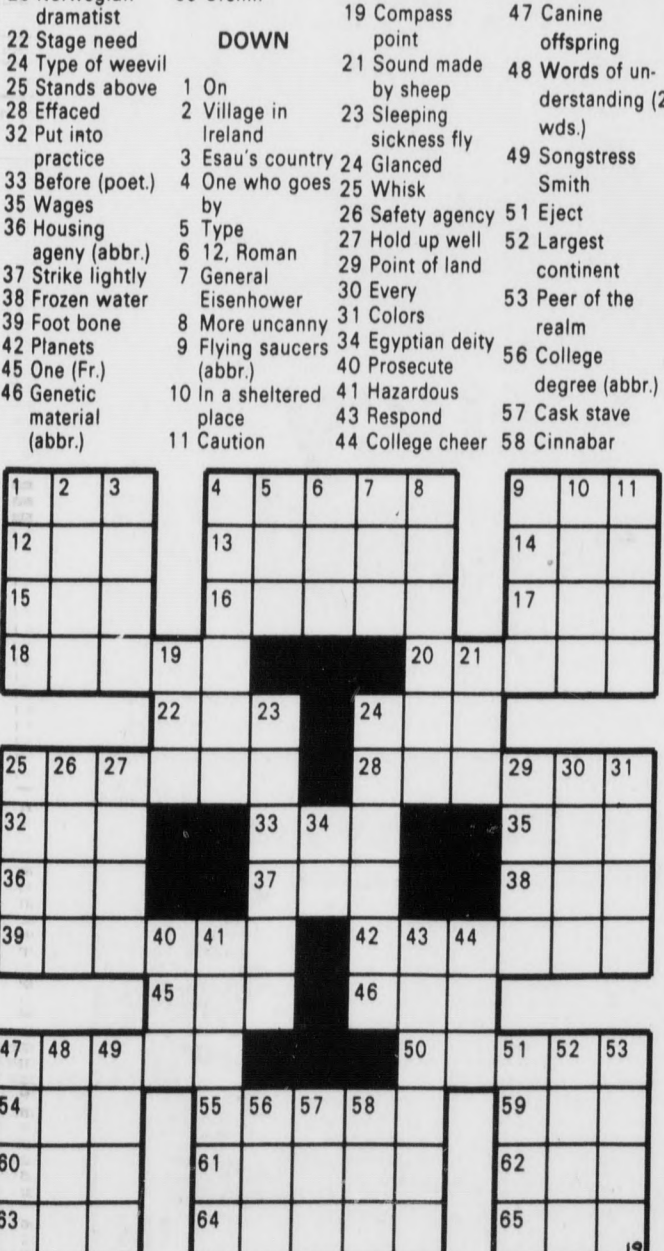 dramatist
22 Stage need
24 Type of weevil
25 Stands above
28 Effaced
32 Put into
practice
33 Before (poet.)
35 Wages
36 Housing
ageny (abbr.)
37 Strike lightly
38 Frozen water
39 Foot bone
42 Planets
45 One (Fr.)
46 Genetic
material
(abbr.)
DOWN
1 On
2 Village in
Ireland
3 Esau's country
4 One who goes
by
5 Type
6 12, Roman
7 General
Eisenhower
8 More uncanny
9 Flying saucers
(abbr.)
10 In a sheltered
place
11 Caution
19 Compass
point
21 Sound made
by sheep
23 Sleeping
sickness fly
24 Glanced
25 Whisk
26 Safety agency
27 Hold up well
29 Point of land
30 Every
31 Colors
34 Egyptian deity
40 Prosecute
41 Hazardous
43 Respond
44 College cheer
47 Canine
offspring
48 Words of un-
derstanding (2
wds.)
49 Songstress
Smith
51 Eject
52 Largest
continent
53 Peer of the
realm
56 College
degree (abbr.)
57 Cask stave
58 Cinnabar
1 2 3 4 5 6 7 8 9 10 11
12 13 14
15 16 17
18 19 20 21
22 23 24
25 26 27 28 29 30 31
32 33 34 35
36 37 38
39 40 41 42 43 44
45 46
47 48 49 50 51 52 53
54 55 56 57 58 59
60 61 62
63 64 65
19